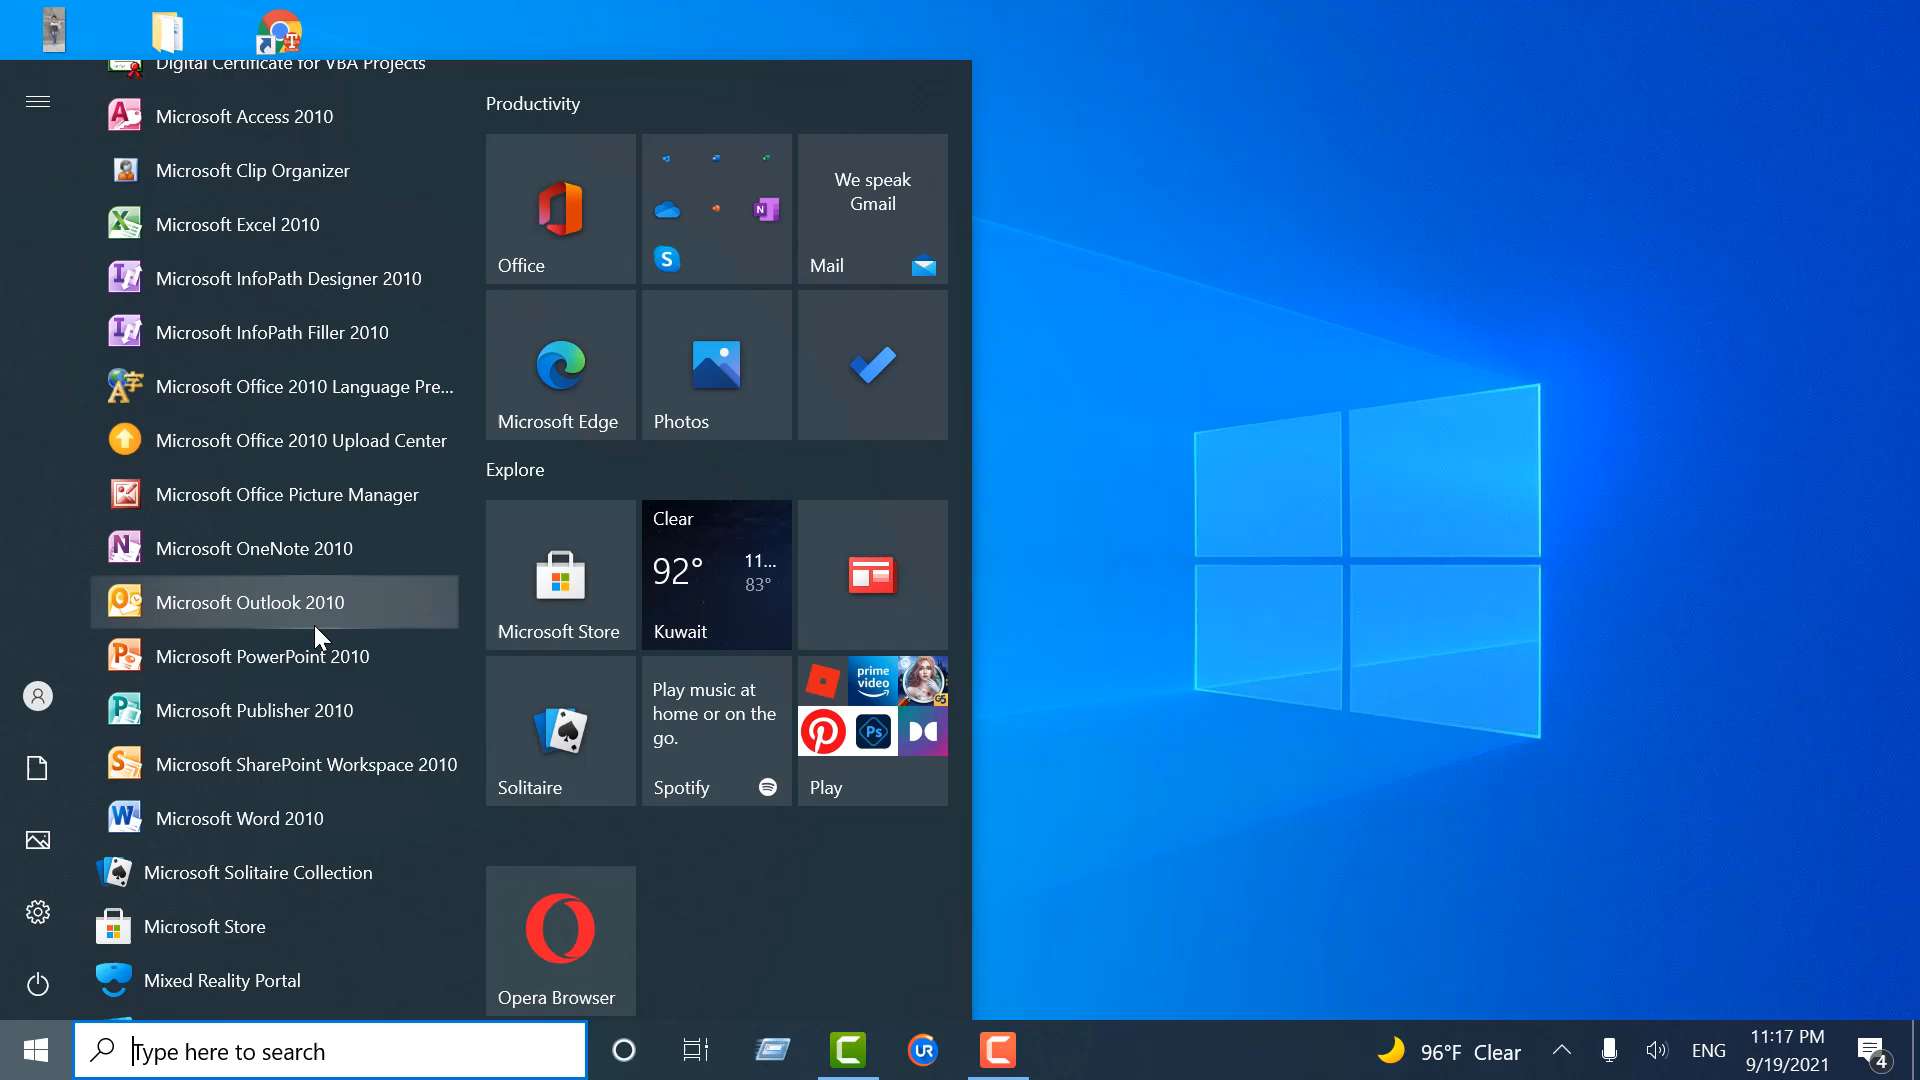 Digital Certificate for VBA Projects
Microsoft Access 2010
Microsoft Clip Organizer
Microsoft Excel 2010
Microsoft InfoPath Designer 2010
Microsoft InfoPath Filler 2010
Microsoft Office 2010 Language Pre...
Microsoft Office 2010 Upload Center
Microsoft Office Picture Manager
Microsoft OneNote 2010
Microsoft Outlook 2010
Microsoft PowerPoint 2010
Microsoft Publisher 2010
Microsoft SharePoint Workspace 2010
Microsoft Word 2010
Microsoft Solitaire Collection
Microsoft Store
Mixed Reality Portal
Productivity
Office
We speak
Gmail
Mail
Microsoft Edge
Photos
Explore
Microsoft Store
Clear
92°
11...
83°
Kuwait
Solitaire
Play music at
home or on the
go.
Spotify
prime
video
Ps
Play
Opera Browser
Type here to search
UR
96°F Clear
ENG
11:17 PM
9/19/2021
4